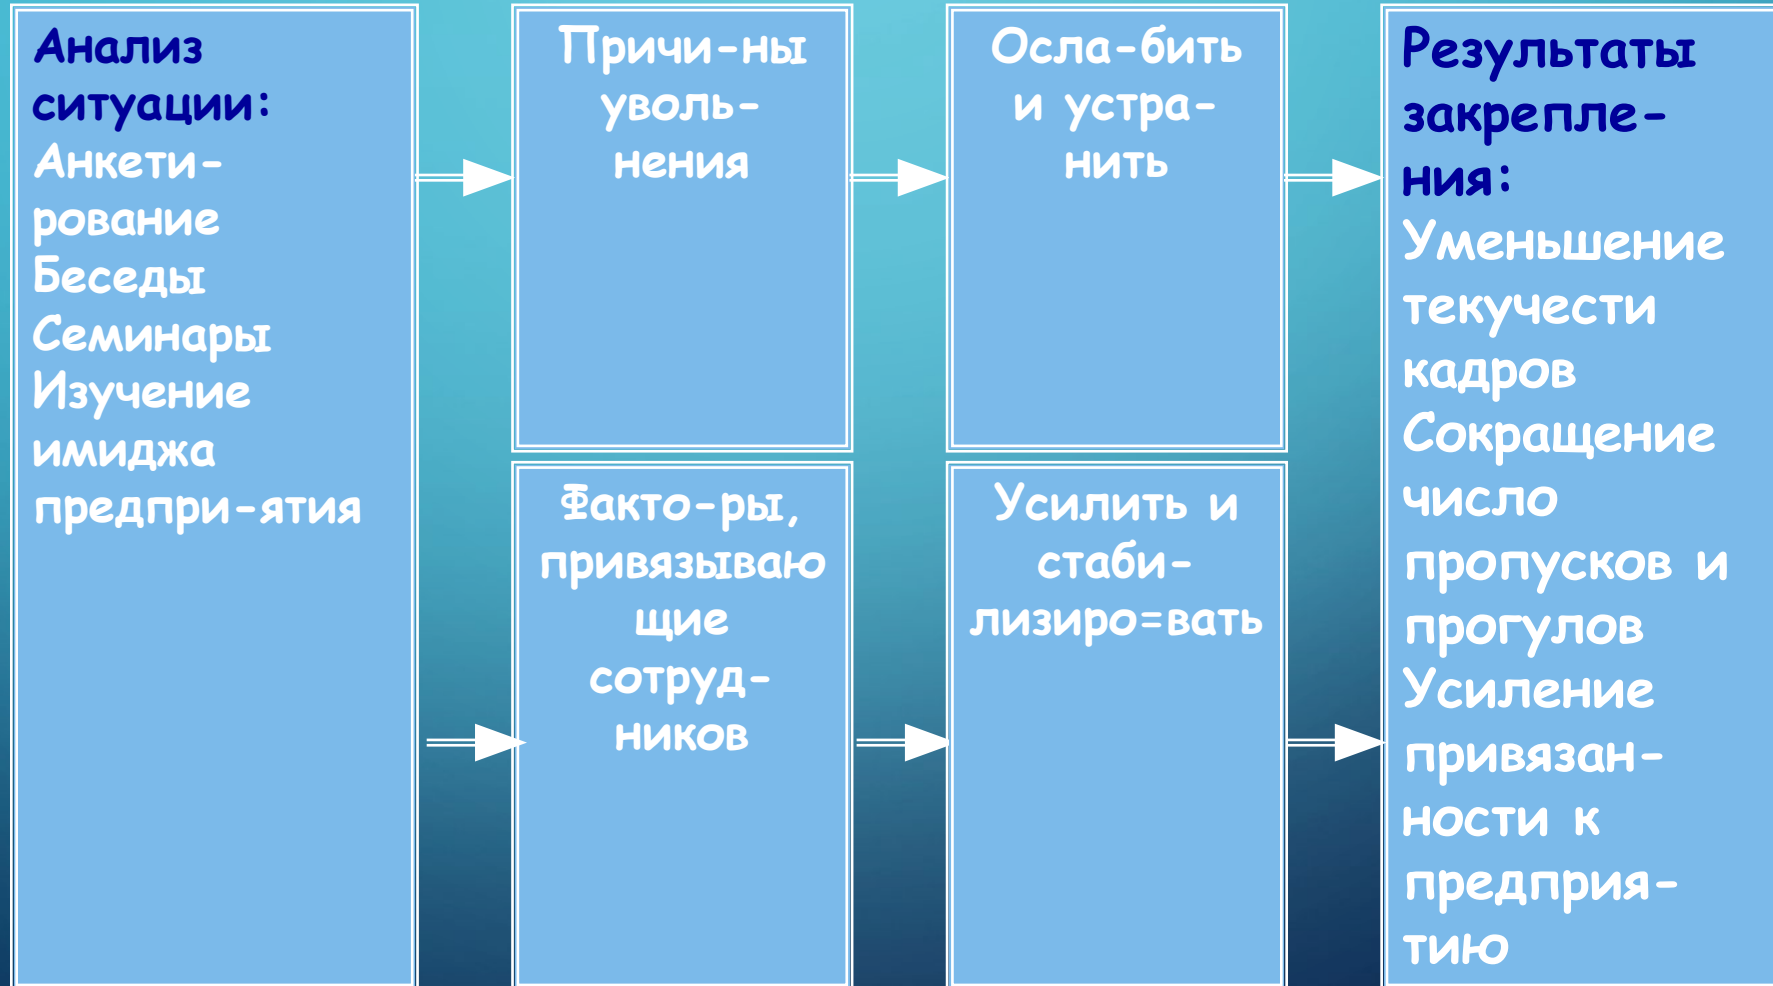 Анализ
ситуации:
Анкети-
рование
Беседы
Семинары
Изучение
имиджа
предпри-ятия
Причи-ны
уволь-
нения
Осла-бить
и устра-
нить
Факто-ры,
привязываю
щие
сотруд-
ников
Усилить и
стаби-
лизиро=вать
Результаты
закрепле-
ния:
Уменьшение
текучести
кадров
Сокращение
число
пропусков и
прогулов
Усиление
привязан-
ности к
предприя-
тию